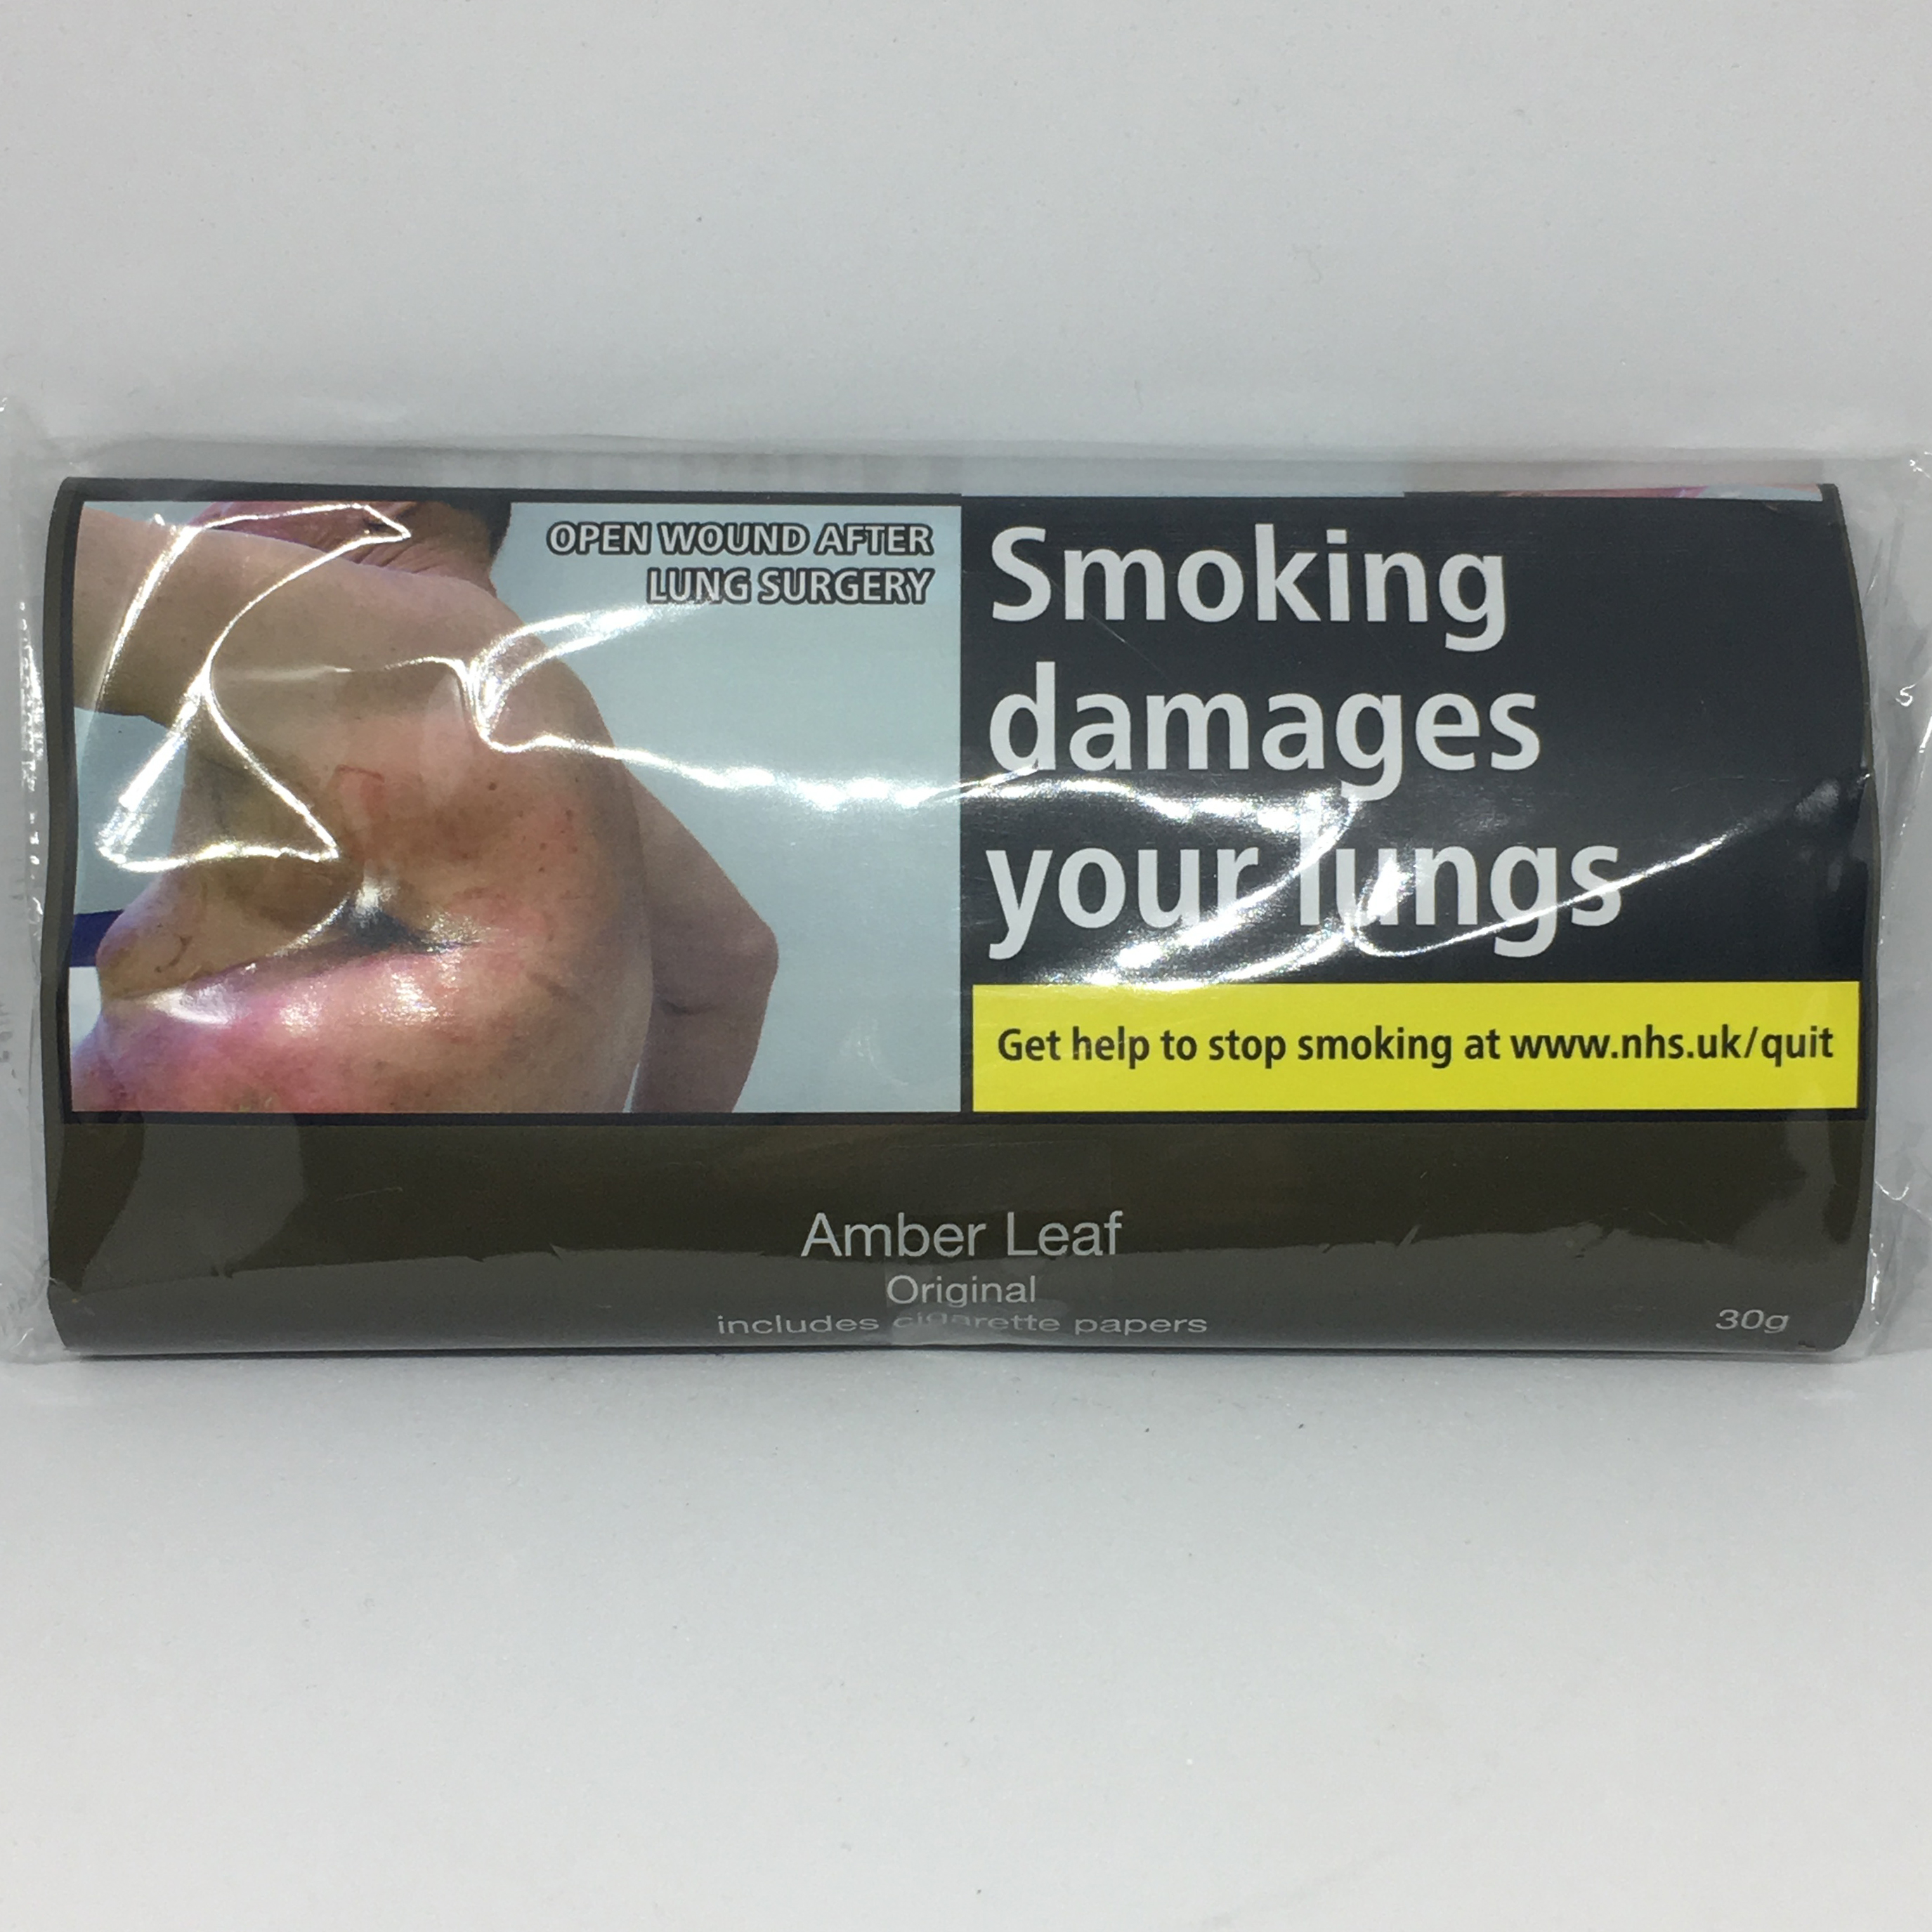 OPEN WOUND AFTER
LUNG SURGERY
Smoking
damages
your lungs
Get help to stop smoking at www.nhs.uk/quit
Amber Leaf
Original
includes cigarette papers
30g